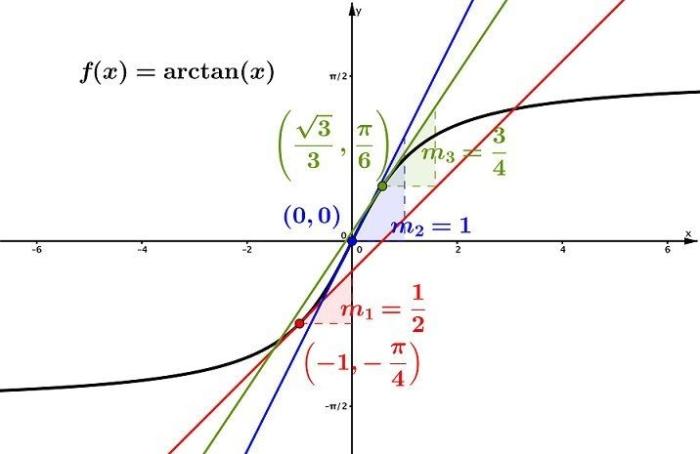 y
f(x) = arctan(x)
π/2
(√3/3, π/6)
m₃ = 3/4
(0, 0)
m₂ = 1
0
x
-6 -4 -2 0 2 4 6
m₁ = 1/2
(−1, − π/4)
-π/2